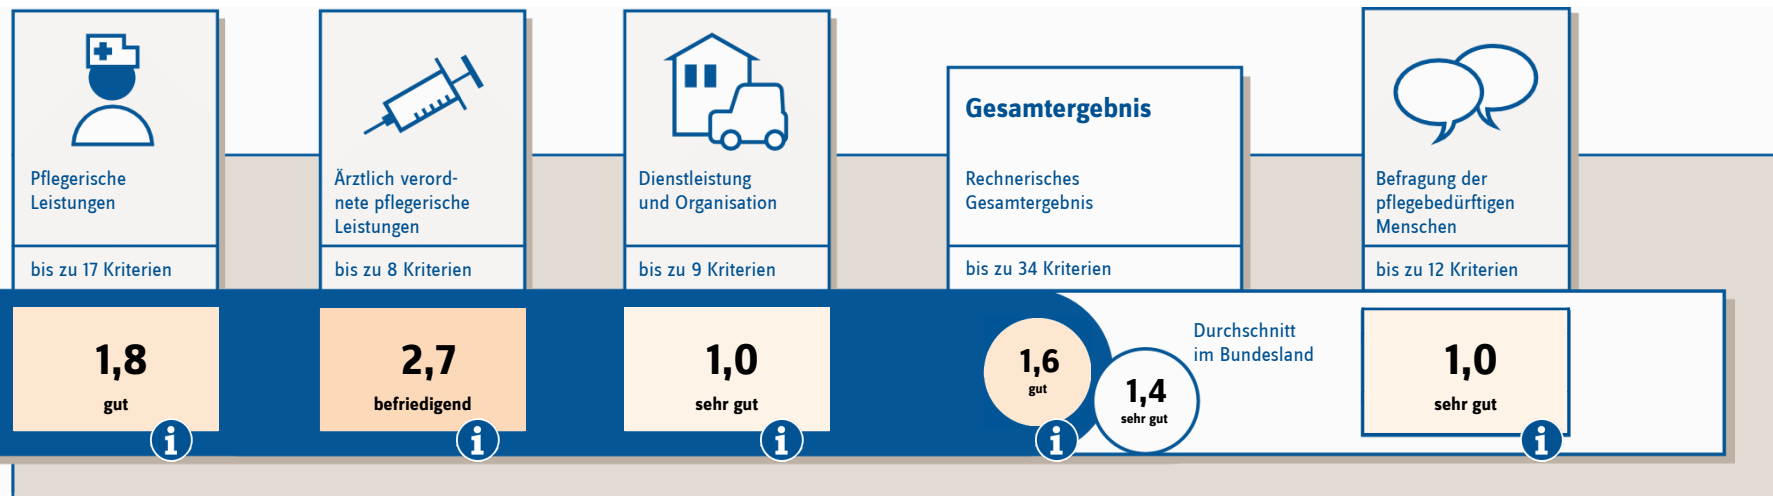 Pflegerische
Leistungen
bis zu 17 Kriterien
1,8
gut
i
Ärztlich verord-
nete pflegerische
Leistungen
bis zu 8 Kriterien
2,7
befriedigend
i
Dienstleistung
und Organisation
bis zu 9 Kriterien
1,0
sehr gut
i
Gesamtergebnis
Rechnerisches
Gesamtergebnis
bis zu 34 Kriterien
1,6
gut
i
Durchschnitt
im Bundesland
1,4
sehr gut
Befragung der
pflegebedürftigen
Menschen
bis zu 12 Kriterien
1,0
sehr gut
i